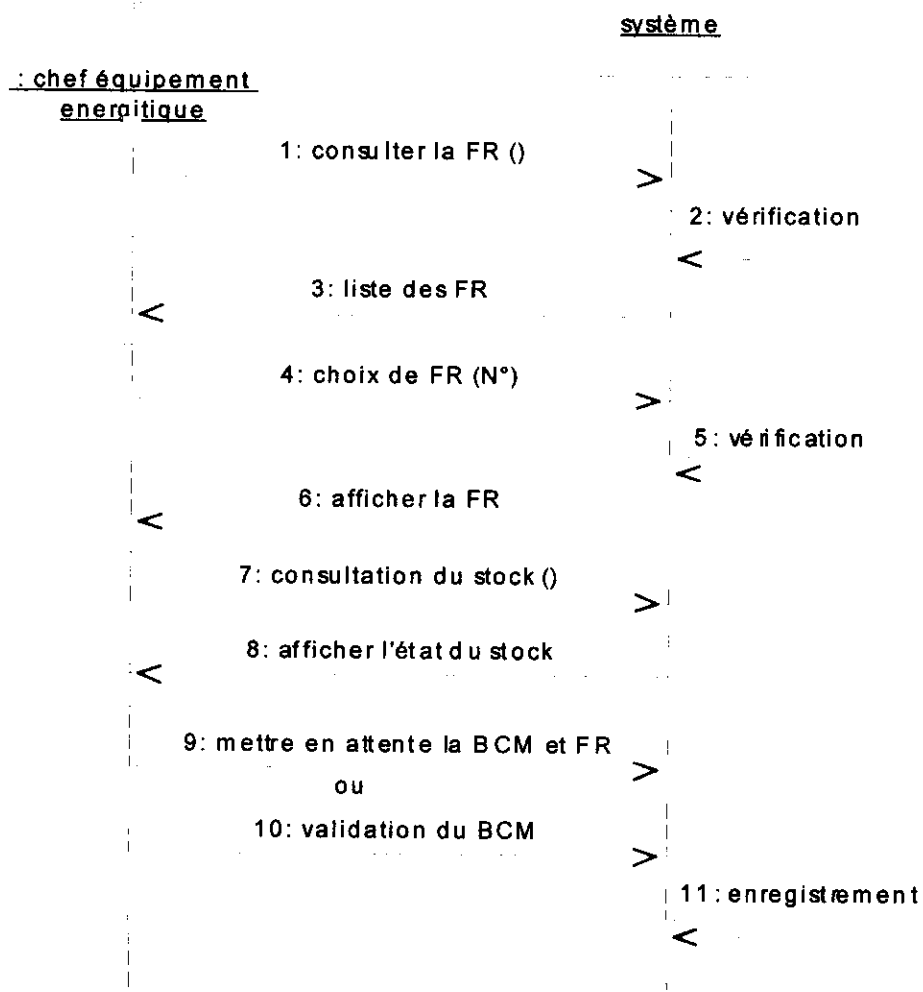 système
: chef équipement
energitique
1: consulter la FR ()
2: vérification
3: liste des FR
4: choix de FR (N°)
5: vérification
6: afficher la FR
7: consultation du stock ()
8: afficher l'état du stock
9: mettre en attente la BCM et FR
ou
10: validation du BCM
11: enregistrement